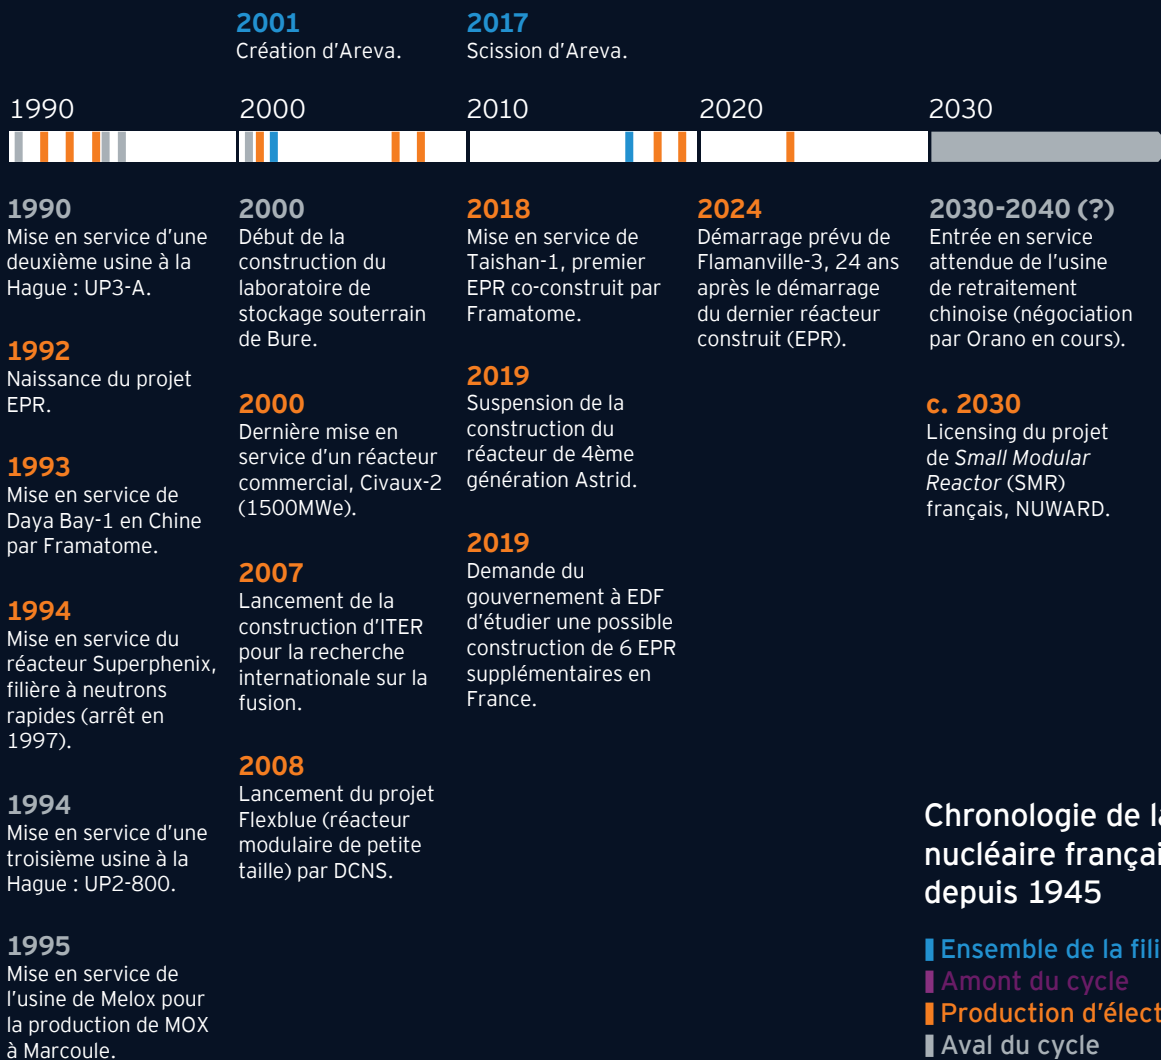 2001
Création d'Areva.
2017
Scission d'Areva.
1990
2000
2010
2020
2030
1990
Mise en service d'une
deuxième usine à la
Hague : UP3-A.
1992
Naissance du projet
EPR.
1993
Mise en service de
Daya Bay-1 en Chine
par Framatome.
1994
Mise en service du
réacteur Superphenix,
filière à neutrons
rapides (arrêt en
1997).
1994
Mise en service d'une
troisième usine à la
Hague : UP2-800.
1995
Mise en service de
l'usine de Melox pour
la production de MOX
à Marcoule.
2000
Début de la
construction du
laboratoire de
stockage souterrain
de Bure.
2000
Dernière mise en
service d'un réacteur
commercial, Civaux-2
(1500MWe).
2007
Lancement de la
construction d'ITER
pour la recherche
internationale sur la
fusion.
2008
Lancement du projet
Flexblue (réacteur
modulaire de petite
taille) par DCNS.
2018
Mise en service de
Taishan-1, premier
EPR co-construit par
Framatome.
2019
Suspension de la
construction du
réacteur de 4ème
génération Astrid.
2019
Demande du
gouvernement à EDF
d'étudier une possible
construction de 6 EPR
supplémentaires en
France.
2024
Démarrage prévu de
Flamanville-3, 24 ans
après le démarrage
du dernier réacteur
construit (EPR).
2030-2040 (?)
Entrée en service
attendue de l'usine
de retraitement
chinoise (négociation
par Orano en cours).
c. 2030
Licensing du projet
de Small Modular
Reactor (SMR)
français, NUWARD.
Chronologie de la
nucléaire françai
depuis 1945
Ensemble de la fili
Amont du cycle
Production d'élect
Aval du cycle